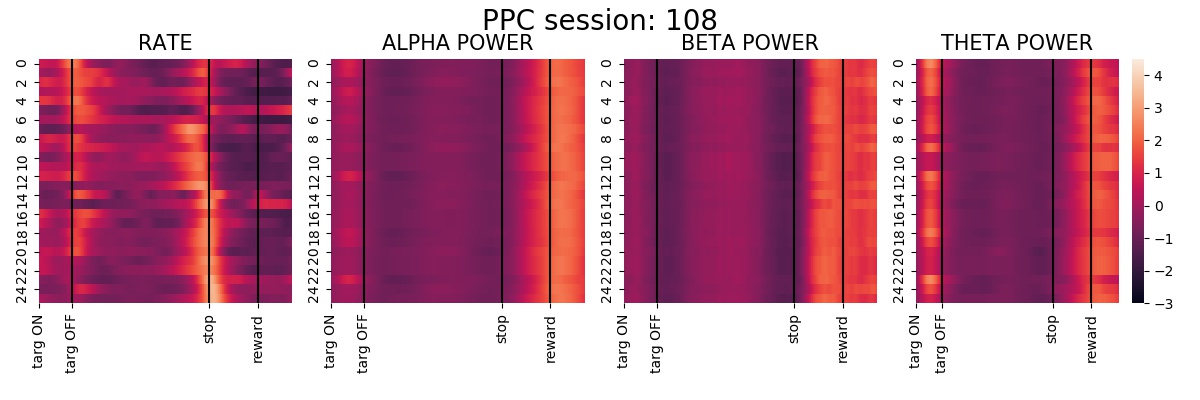 PPC session: 108
RATE
ALPHA POWER
BETA POWER
THETA POWER
0 2 4 6 8 10 12 14 16 18 20 22 24
targ ON
targ OFF
stop
reward
0 2 4 6 8 10 12 14 16 18 20 22 24
targ ON
targ OFF
stop
reward
0 2 4 6 8 10 12 14 16 18 20 22 24
targ ON
targ OFF
stop
reward
0 2 4 6 8 10 12 14 16 18 20 22 24
targ ON
targ OFF
stop
reward
4
3
2
1
0
−1
−2
−3